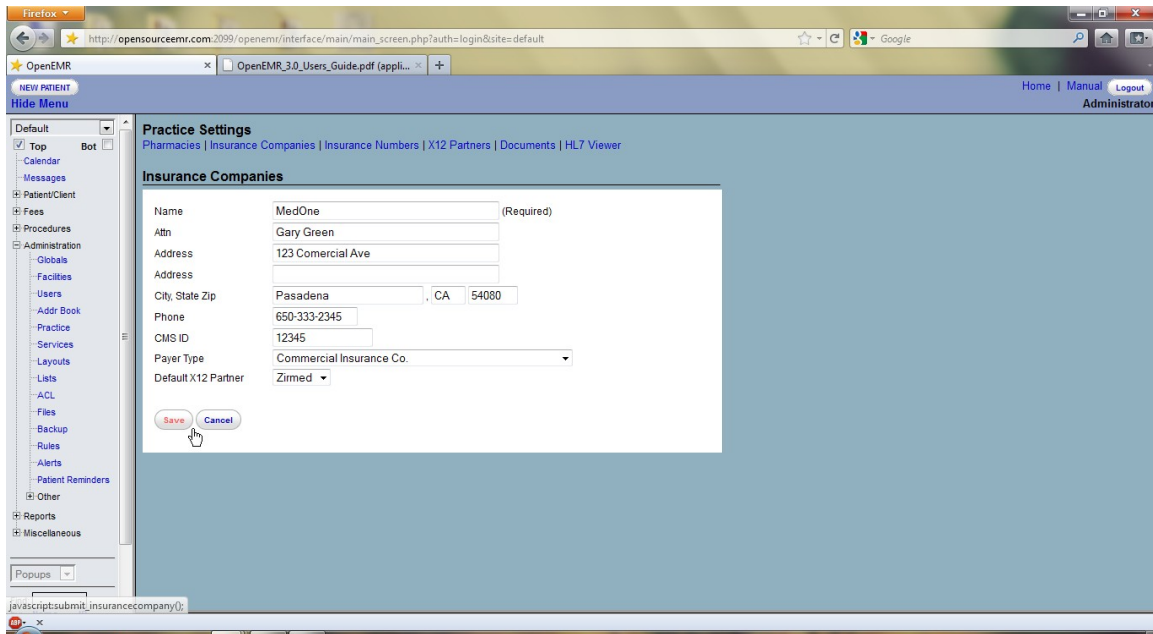 Firefox
http://opensourceemr.com:2099/openemr/interface/main/main_screen.php?auth=login&site=default
Google
OpenEMR
OpenEMR_3.0_Users_Guide.pdf (appli...
NEW PATIENT
Home | Manual Logout
Hide Menu
Administrator
Default
Top Bot
Calendar
Messages
Patient/Client
Fees
Procedures
Administration
Globals
Facilities
Users
Addr Book
Practice
Services
Layouts
Lists
ACL
Files
Backup
Rules
Alerts
Patient Reminders
Other
Reports
Miscellaneous
Popups
Practice Settings
Pharmacies | Insurance Companies | Insurance Numbers | X12 Partners | Documents | HL7 Viewer
Insurance Companies
Name MedOne (Required)
Attn Gary Green
Address 123 Comercial Ave
Address
City, State Zip Pasadena , CA 54080
Phone 650-333-2345
CMS ID 12345
Payer Type Commercial Insurance Co.
Default X12 Partner Zirmed
Save Cancel
javascript:submit_insurancecompany();
ABP